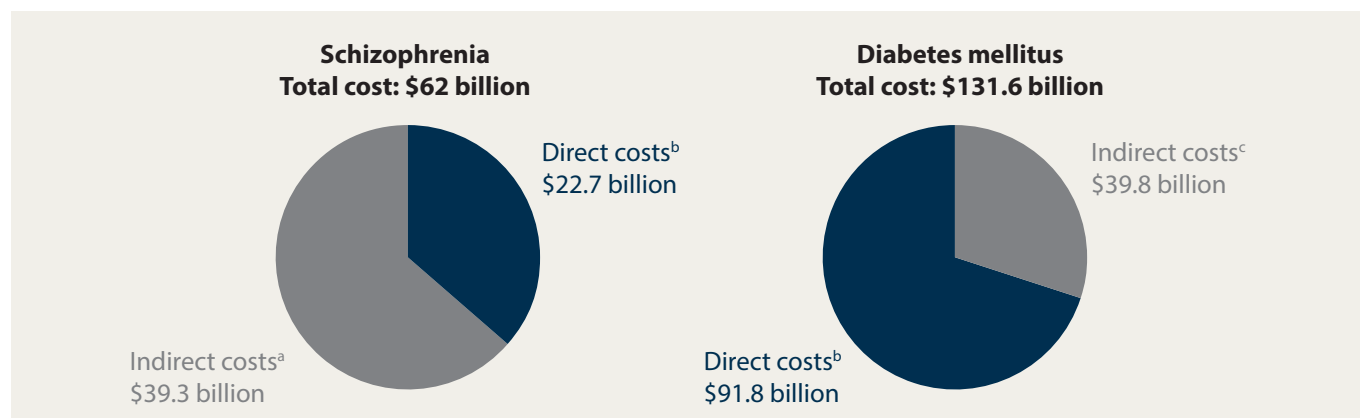 Schizophrenia
Total cost: $62 billion
Direct costsᵇ
$22.7 billion
Indirect costsᵃ
$39.3 billion
Diabetes mellitus
Total cost: $131.6 billion
Indirect costsᶜ
$39.8 billion
Direct costsᵇ
$91.8 billion